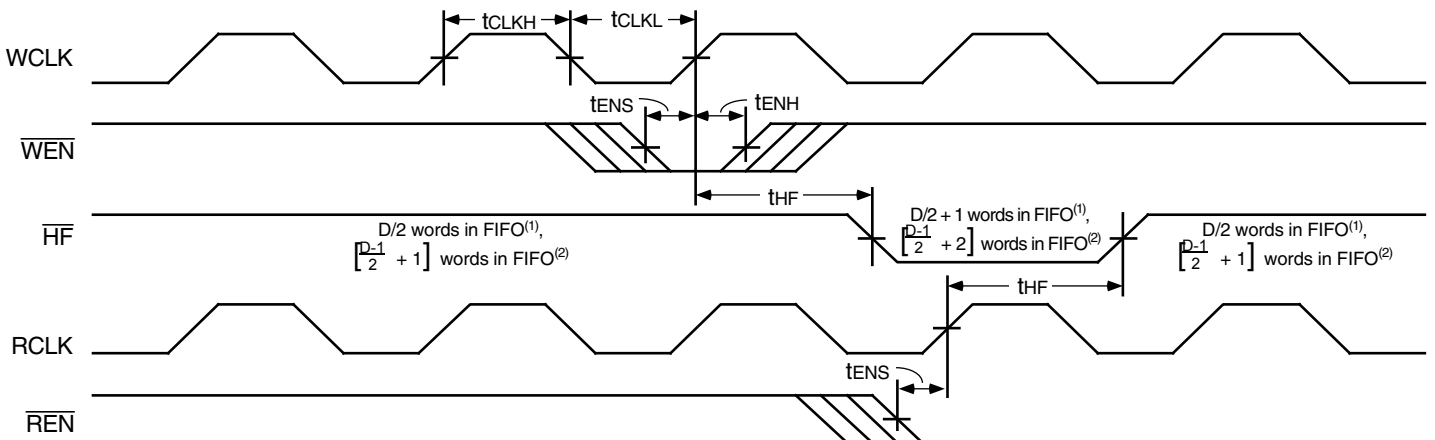 tCLKH tCLKL
WCLK
tENS tENH
WEN
tHF
HF
D/2 words in FIFO(1),
[D-1/2 + 1] words in FIFO(2)
D/2 + 1 words in FIFO(1),
[D-1/2 + 2] words in FIFO(2)
D/2 words in FIFO(1),
[D-1/2 + 1] words in FIFO(2)
tHF
RCLK
tENS
REN